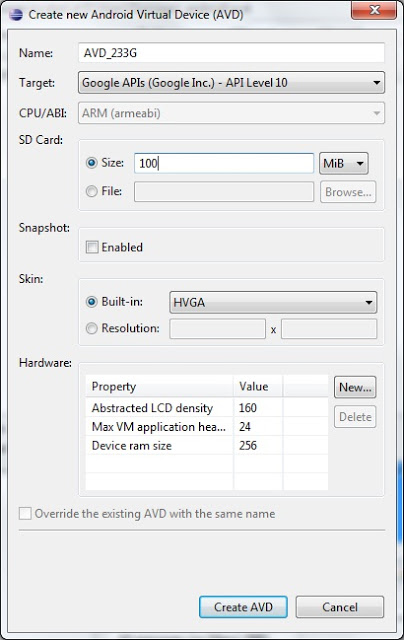 Create new Android Virtual Device (AVD)
Name: AVD_233G
Target: Google APIs (Google Inc.) - API Level 10
CPU/ABI: ARM (armeabi)
SD Card:
Size: 100 MiB
File: Browse...
Snapshot:
Enabled
Skin:
Built-in: HVGA
Resolution: x
Hardware:
Property Value New...
Abstracted LCD density 160 Delete
Max VM application hea... 24
Device ram size 256
Override the existing AVD with the same name
Create AVD Cancel